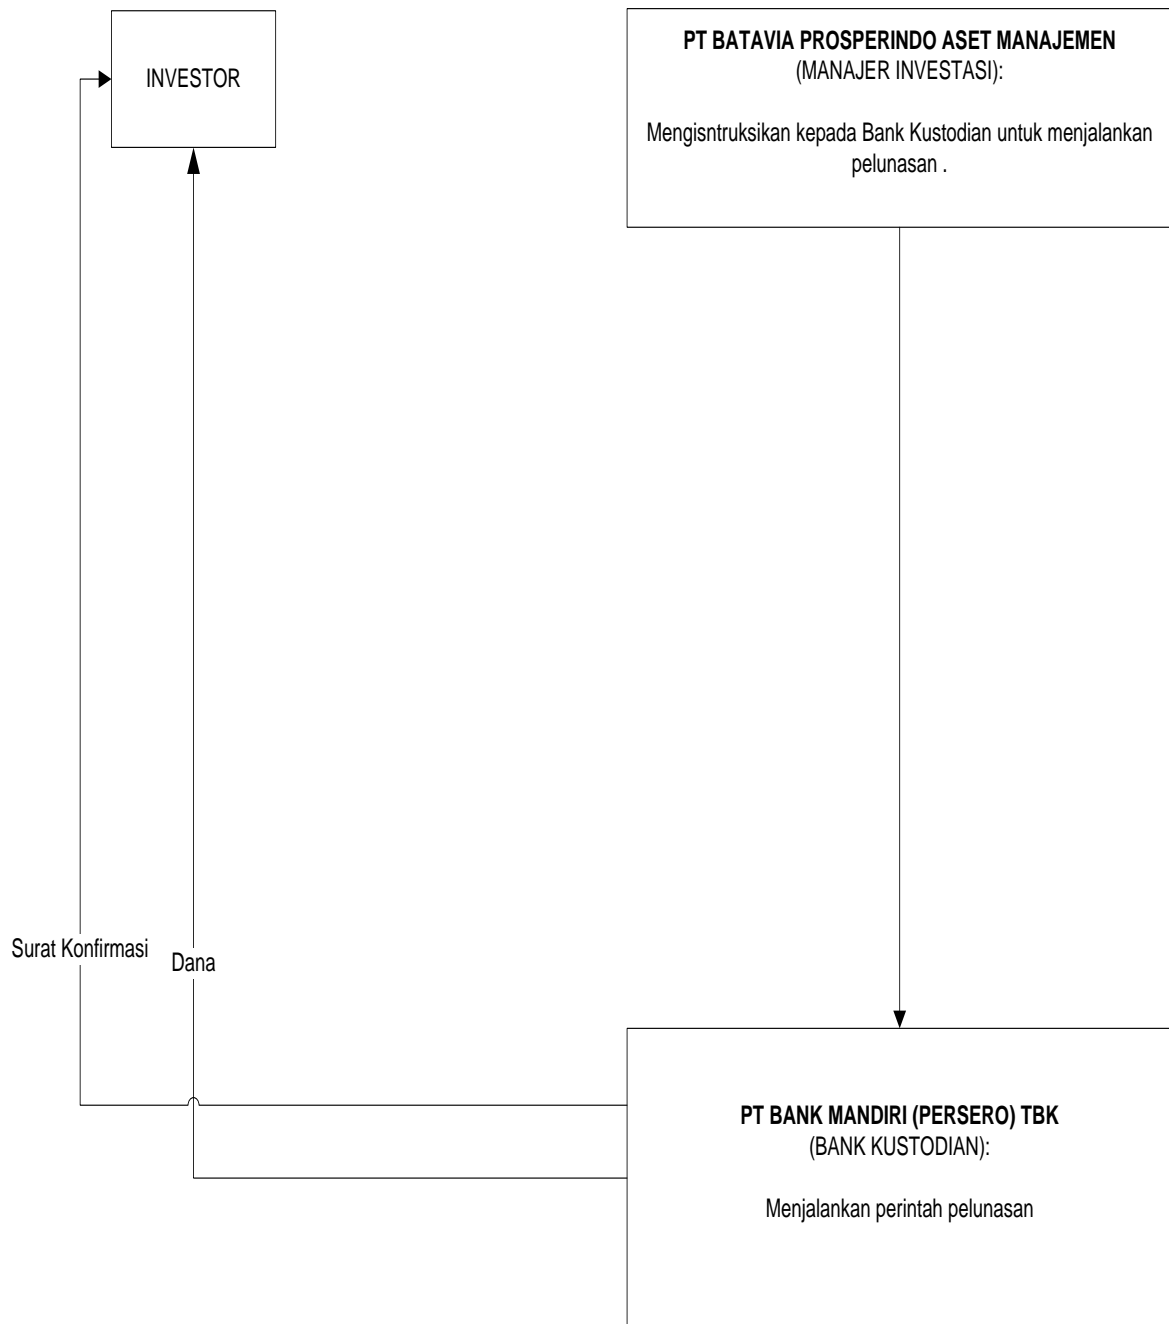 INVESTOR
PT BATAVIA PROSPERINDO ASET MANAJEMEN
(MANAJER INVESTASI):
Mengisntruksikan kepada Bank Kustodian untuk menjalankan
pelunasan .
Surat Konfirmasi
Dana
PT BANK MANDIRI (PERSERO) TBK
(BANK KUSTODIAN):
Menjalankan perintah pelunasan